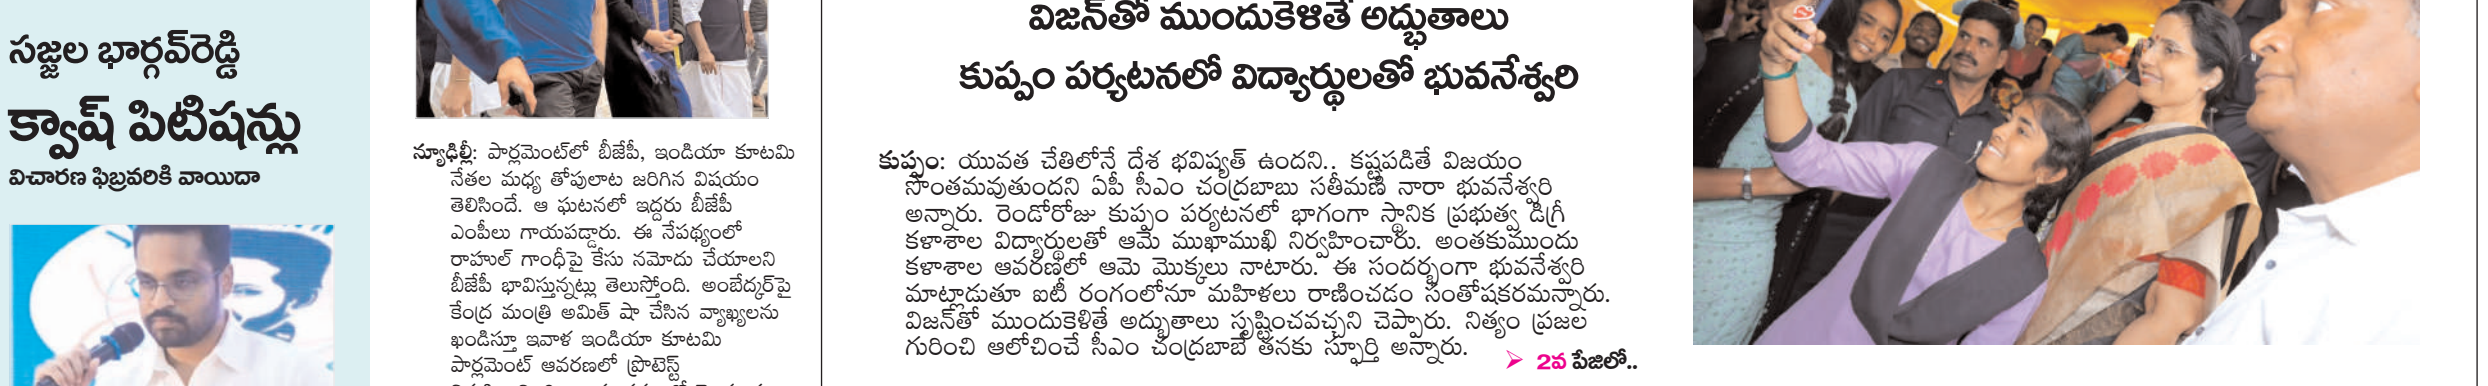 సజ్జల భార్గవ్‌రెడ్డి
క్వాష్ పిటిషన్లు
విచారణ ఫిబ్రవరికి వాయిదా
న్యూఢిల్లీ: పార్లమెంట్‌లో బీజేపీ, ఇండియా కూటమి
నేతల మధ్య తోపులాట జరిగిన విషయం
తెలిసిందే. ఆ ఘటనలో ఇద్దరు బీజేపీ
ఎంపీలు గాయపడ్డారు. ఈ నేపథ్యంలో
రాహుల్ గాంధీపై కేసు నమోదు చేయాలని
బీజేపీ భావిస్తున్నట్లు తెలుస్తోంది. అంబేద్కర్‌పై
కేంద్ర మంత్రి అమిత్ షా చేసిన వ్యాఖ్యలను
ఖండిస్తూ ఇవాళ ఇండియా కూటమి
పార్లమెంట్ ఆవరణలో ప్రొటెస్ట్
విజన్‌తో ముందుకెళితే అద్భుతాలు
కుప్పం పర్యటనలో విద్యార్థులతో భువనేశ్వరి
కుప్పం: యువత చేతిలోనే దేశ భవిష్యత్ ఉందని.. కష్టపడితే విజయం
సొంతమవుతుందని ఏపీ సీఎం చంద్రబాబు సతీమణి నారా భువనేశ్వరి
అన్నారు. రెండోరోజు కుప్పం పర్యటనలో భాగంగా స్థానిక ప్రభుత్వ డిగ్రీ
కళాశాల విద్యార్థులతో ఆమె ముఖాముఖి నిర్వహించారు. అంతకుముందు
కళాశాల ఆవరణలో ఆమె మొక్కలు నాటారు. ఈ సందర్భంగా భువనేశ్వరి
మాట్లాడుతూ ఐటీ రంగంలోనూ మహిళలు రాణించడం సంతోషకరమన్నారు.
విజన్‌తో ముందుకెళితే అద్భుతాలు సృష్టించవచ్చని చెప్పారు. నిత్యం ప్రజల
గురించి ఆలోచించే సీఎం చంద్రబాబే తనకు స్ఫూర్తి అన్నారు.
➤ 2వ పేజిలో..